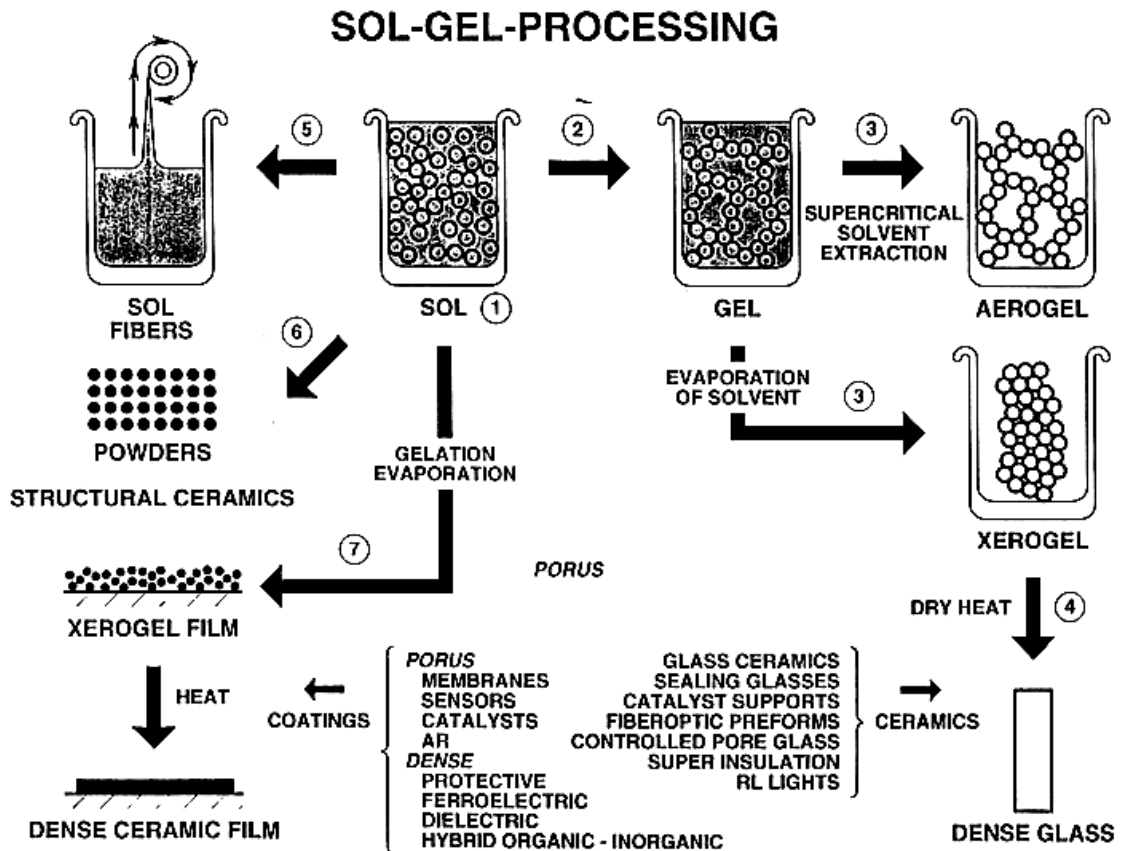 SOL-GEL-PROCESSING
5
2
3
SUPERCRITICAL
SOLVENT
EXTRACTION
SOL
FIBERS
SOL 1
GEL
AEROGEL
6
POWDERS
STRUCTURAL CERAMICS
GELATION
EVAPORATION
EVAPORATION
OF SOLVENT
3
XEROGEL
7
PORUS
XEROGEL FILM
DRY HEAT
4
HEAT
COATINGS
PORUS
MEMBRANES
SENSORS
CATALYSTS
AR
DENSE
PROTECTIVE
FERROELECTRIC
DIELECTRIC
HYBRID ORGANIC - INORGANIC
GLASS CERAMICS
SEALING GLASSES
CATALYST SUPPORTS
FIBEROPTIC PREFORMS
CONTROLLED PORE GLASS
SUPER INSULATION
RL LIGHTS
CERAMICS
DENSE CERAMIC FILM
DENSE GLASS